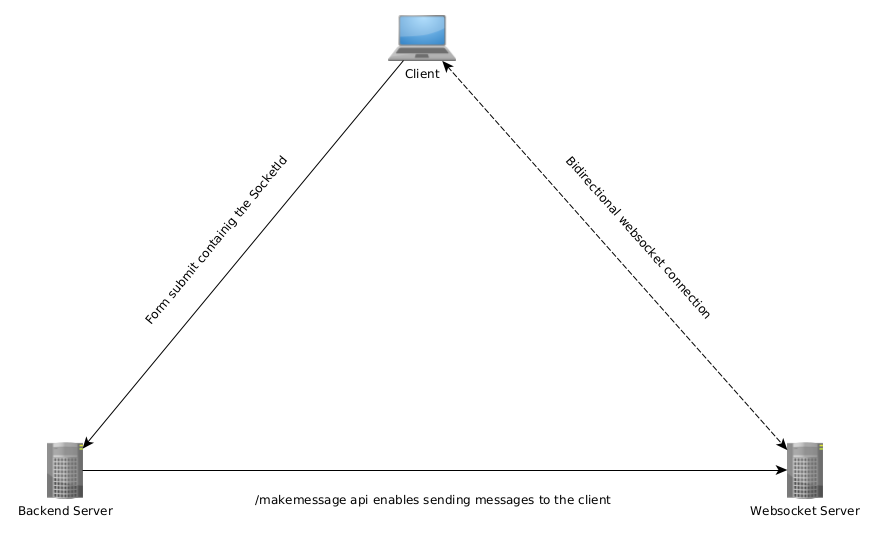 Client
Form submit containig the SocketId
Bidirectional websocket connection
/makemessage api enables sending messages to the client
Backend Server
Websocket Server